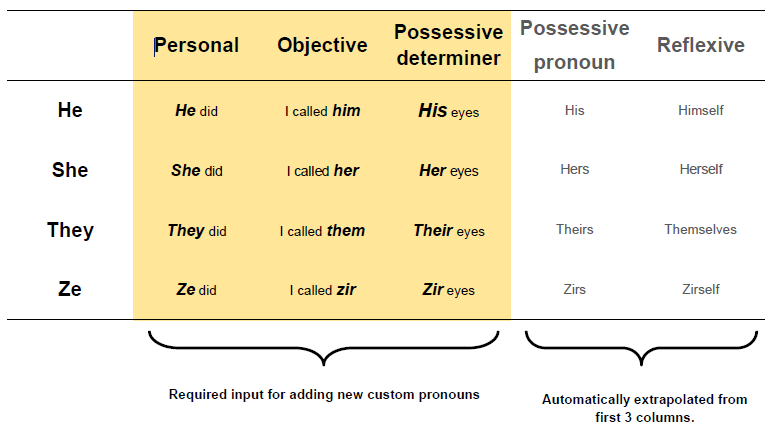 Personal Objective Possessive determiner Possessive pronoun Reflexive
He He did I called him His eyes His Himself
She She did I called her Her eyes Hers Herself
They They did I called them Their eyes Theirs Themselves
Ze Ze did I called zir Zir eyes Zirs Zirself
Required input for adding new custom pronouns
Automatically extrapolated from
first 3 columns.